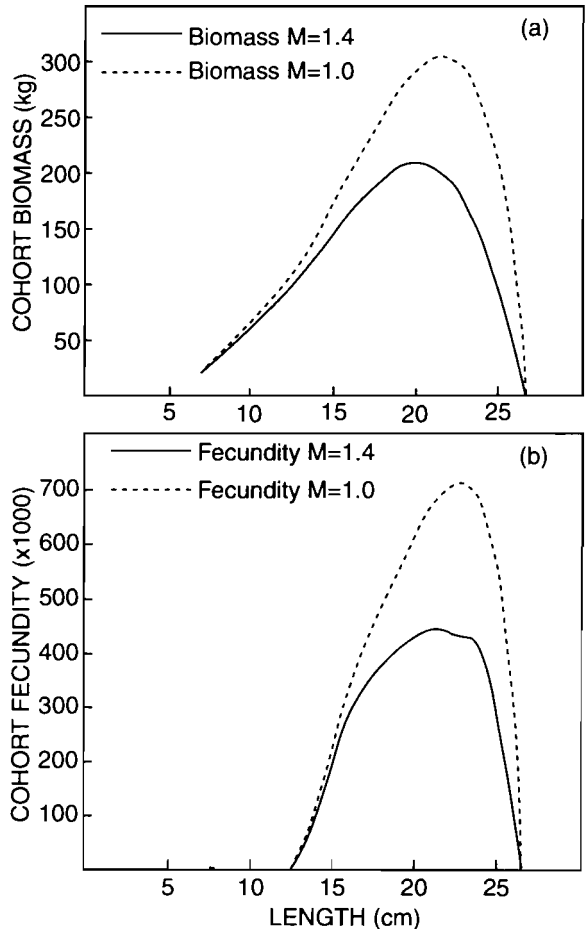 (a)
Biomass M=1.4
Biomass M=1.0
COHORT BIOMASS (kg)
300
250
200
150
100
50
5 10 15 20 25
(b)
Fecundity M=1.4
Fecundity M=1.0
COHORT FECUNDITY (x1000)
700
600
500
400
300
200
100
5 10 15 20 25
LENGTH (cm)